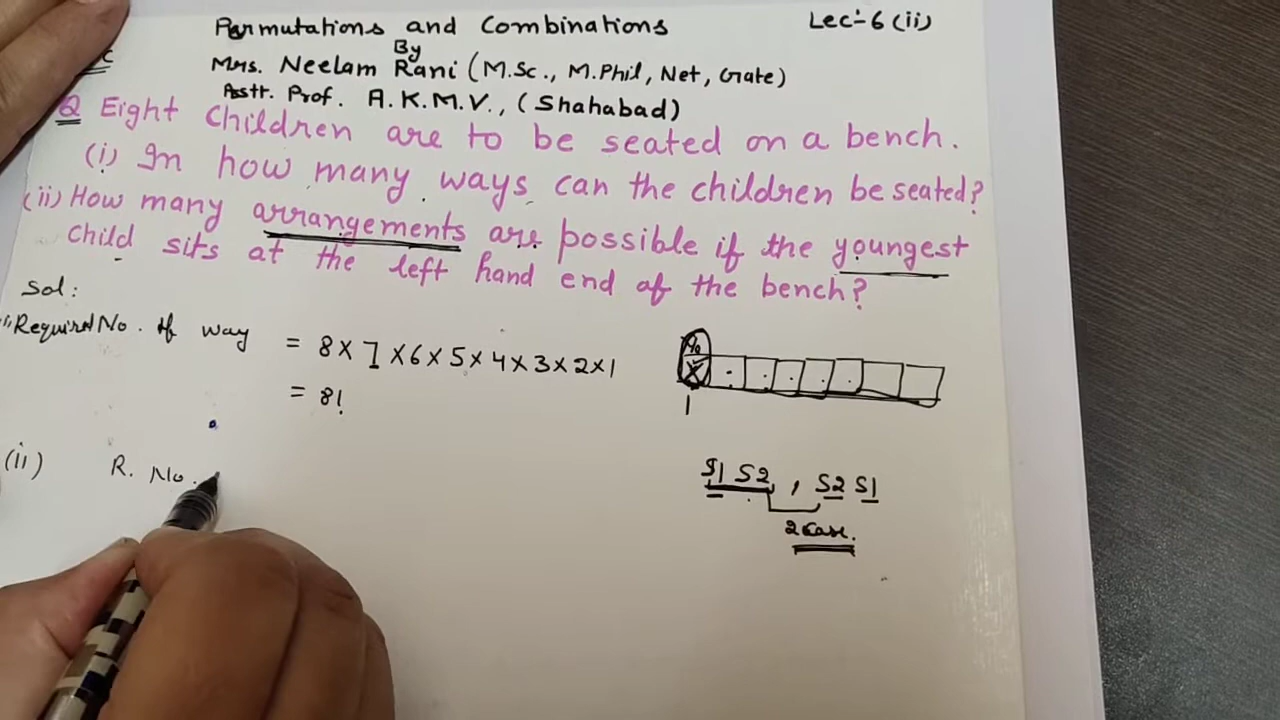 Permutations and Combinations Lec-6 (ii)
By
Mrs. Neelam Rani (M.Sc., M.Phil, Net, Gate)
Asstt. Prof. A.K.M.V., (Shahabad)
Q Eight Children are to be seated on a bench.
(i) In how many ways can the children be seated?
(ii) How many arrangements are possible if the youngest
child sits at the left hand end of the bench?
Sol:
Required No. of way = 8×7×6×5×4×3×2×1
= 8!
1
(ii) R. No.
S1 S2, S2 S1
2 case.